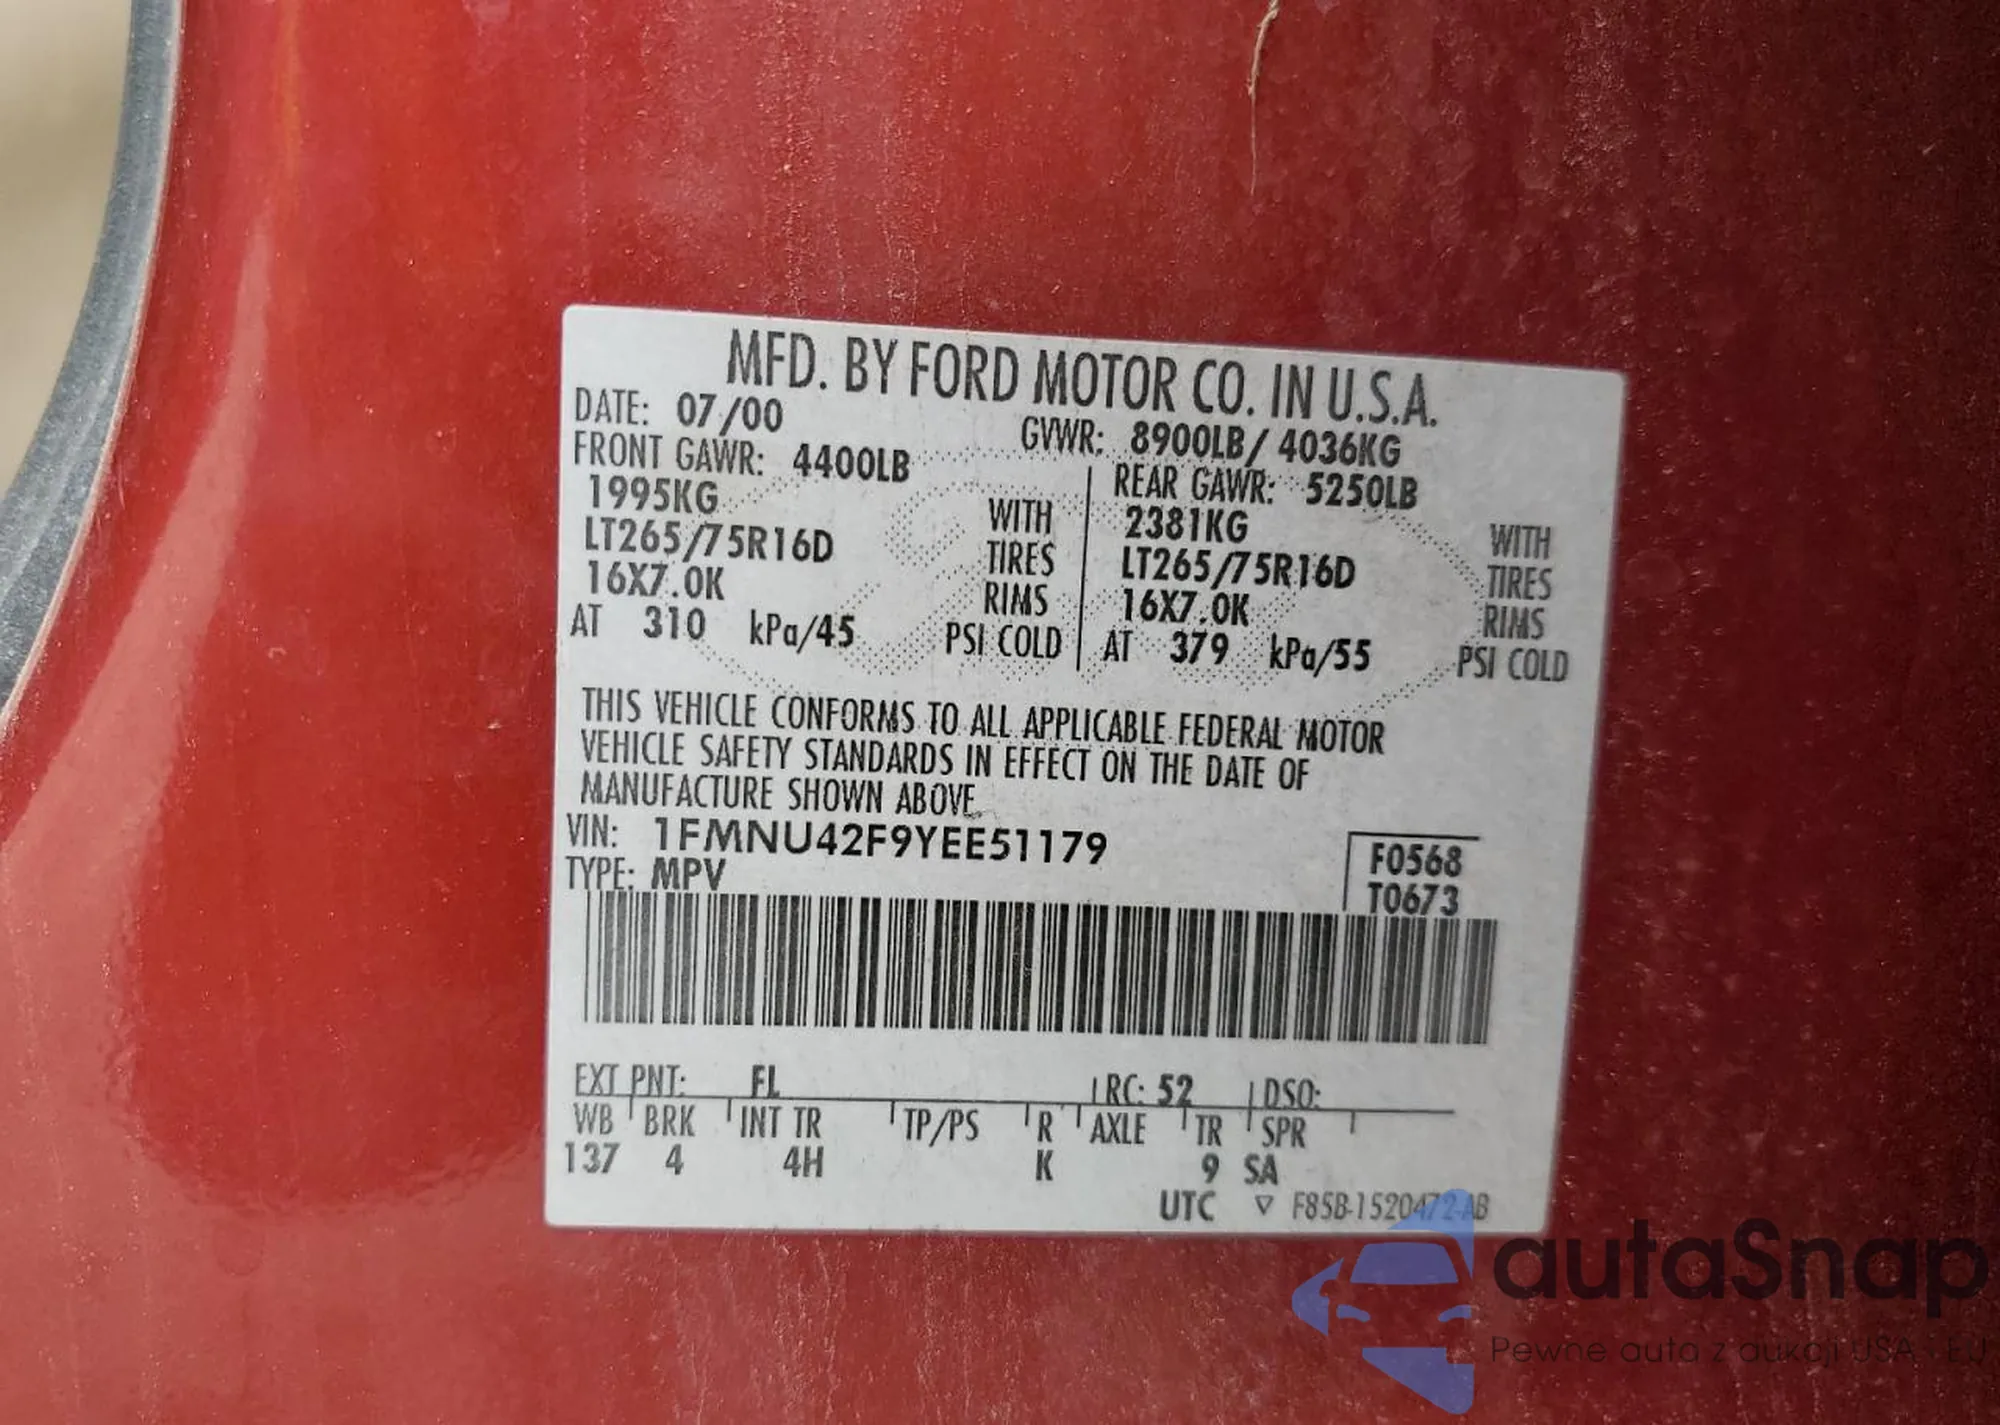 MFD. BY FORD MOTOR CO. IN U.S.A.
DATE: 07/00 GVWR: 8900LB/ 4036KG
FRONT GAWR: 4400LB REAR GAWR: 5250LB
1995KG WITH 2381KG WITH
LT265/75R16D TIRES LT265/75R16D TIRES
16X7.0K RIMS 16X7.0K RIMS
AT 310 kPa/45 PSI COLD AT 379 kPa/55 PSI COLD
THIS VEHICLE CONFORMS TO ALL APPLICABLE FEDERAL MOTOR
VEHICLE SAFETY STANDARDS IN EFFECT ON THE DATE OF
MANUFACTURE SHOWN ABOVE.
VIN: 1FMNU42F9YEE51179 F0568
TYPE: MPV T0673
EXT PNT: FL RC: 52 DSO:
WB BRK INT TR TP/PS R AXLE TR SPR
137 4 4H K 9 SA
UTC ▽ F85B-1520472-AB
autaSnap
Pewne auta z aukcji USA i EU